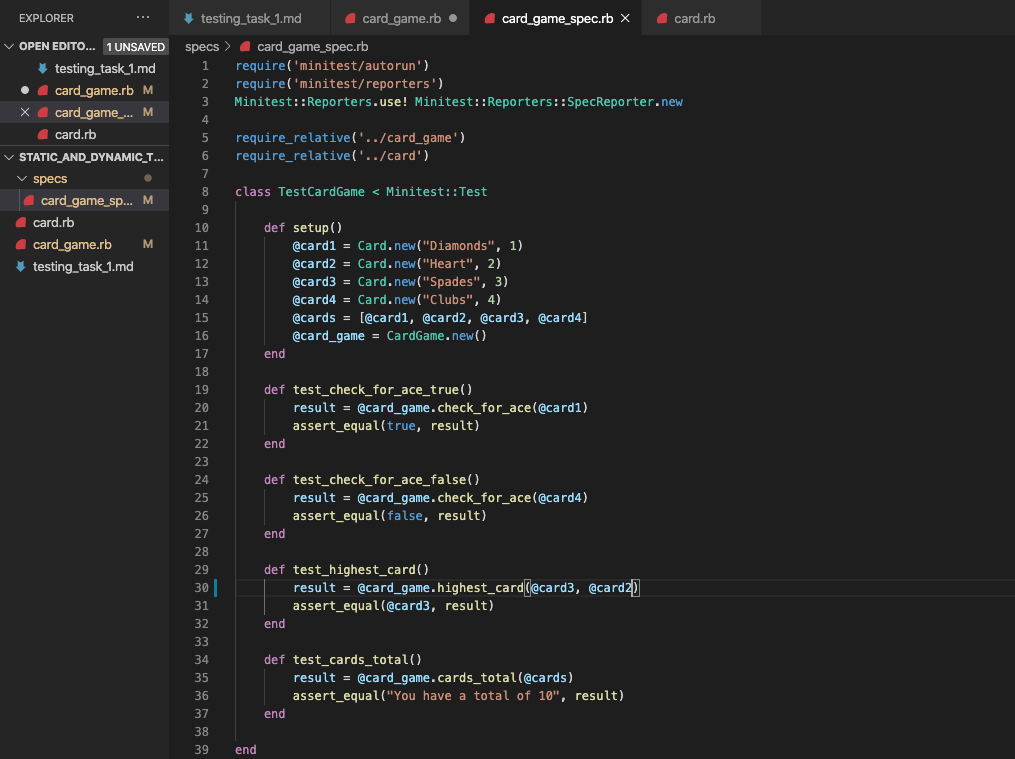 EXPLORER ...
OPEN EDITO... 1 UNSAVED
testing_task_1.md
card_game.rb M
card_game_... M
card.rb
STATIC_AND_DYNAMIC_T...
specs
card_game_sp... M
card.rb
card_game.rb M
testing_task_1.md
testing_task_1.md card_game.rb card_game_spec.rb card.rb
specs > card_game_spec.rb
1 require('minitest/autorun')
2 require('minitest/reporters')
3 Minitest::Reporters.use! Minitest::Reporters::SpecReporter.new
4
5 require_relative('../card_game')
6 require_relative('../card')
7
8 class TestCardGame < Minitest::Test
9
10     def setup()
11         @card1 = Card.new("Diamonds", 1)
12         @card2 = Card.new("Heart", 2)
13         @card3 = Card.new("Spades", 3)
14         @card4 = Card.new("Clubs", 4)
15         @cards = [@card1, @card2, @card3, @card4]
16         @card_game = CardGame.new()
17     end
18
19     def test_check_for_ace_true()
20         result = @card_game.check_for_ace(@card1)
21         assert_equal(true, result)
22     end
23
24     def test_check_for_ace_false()
25         result = @card_game.check_for_ace(@card4)
26         assert_equal(false, result)
27     end
28
29     def test_highest_card()
30         result = @card_game.highest_card(@card3, @card2)
31         assert_equal(@card3, result)
32     end
33
34     def test_cards_total()
35         result = @card_game.cards_total(@cards)
36         assert_equal("You have a total of 10", result)
37     end
38
39 end